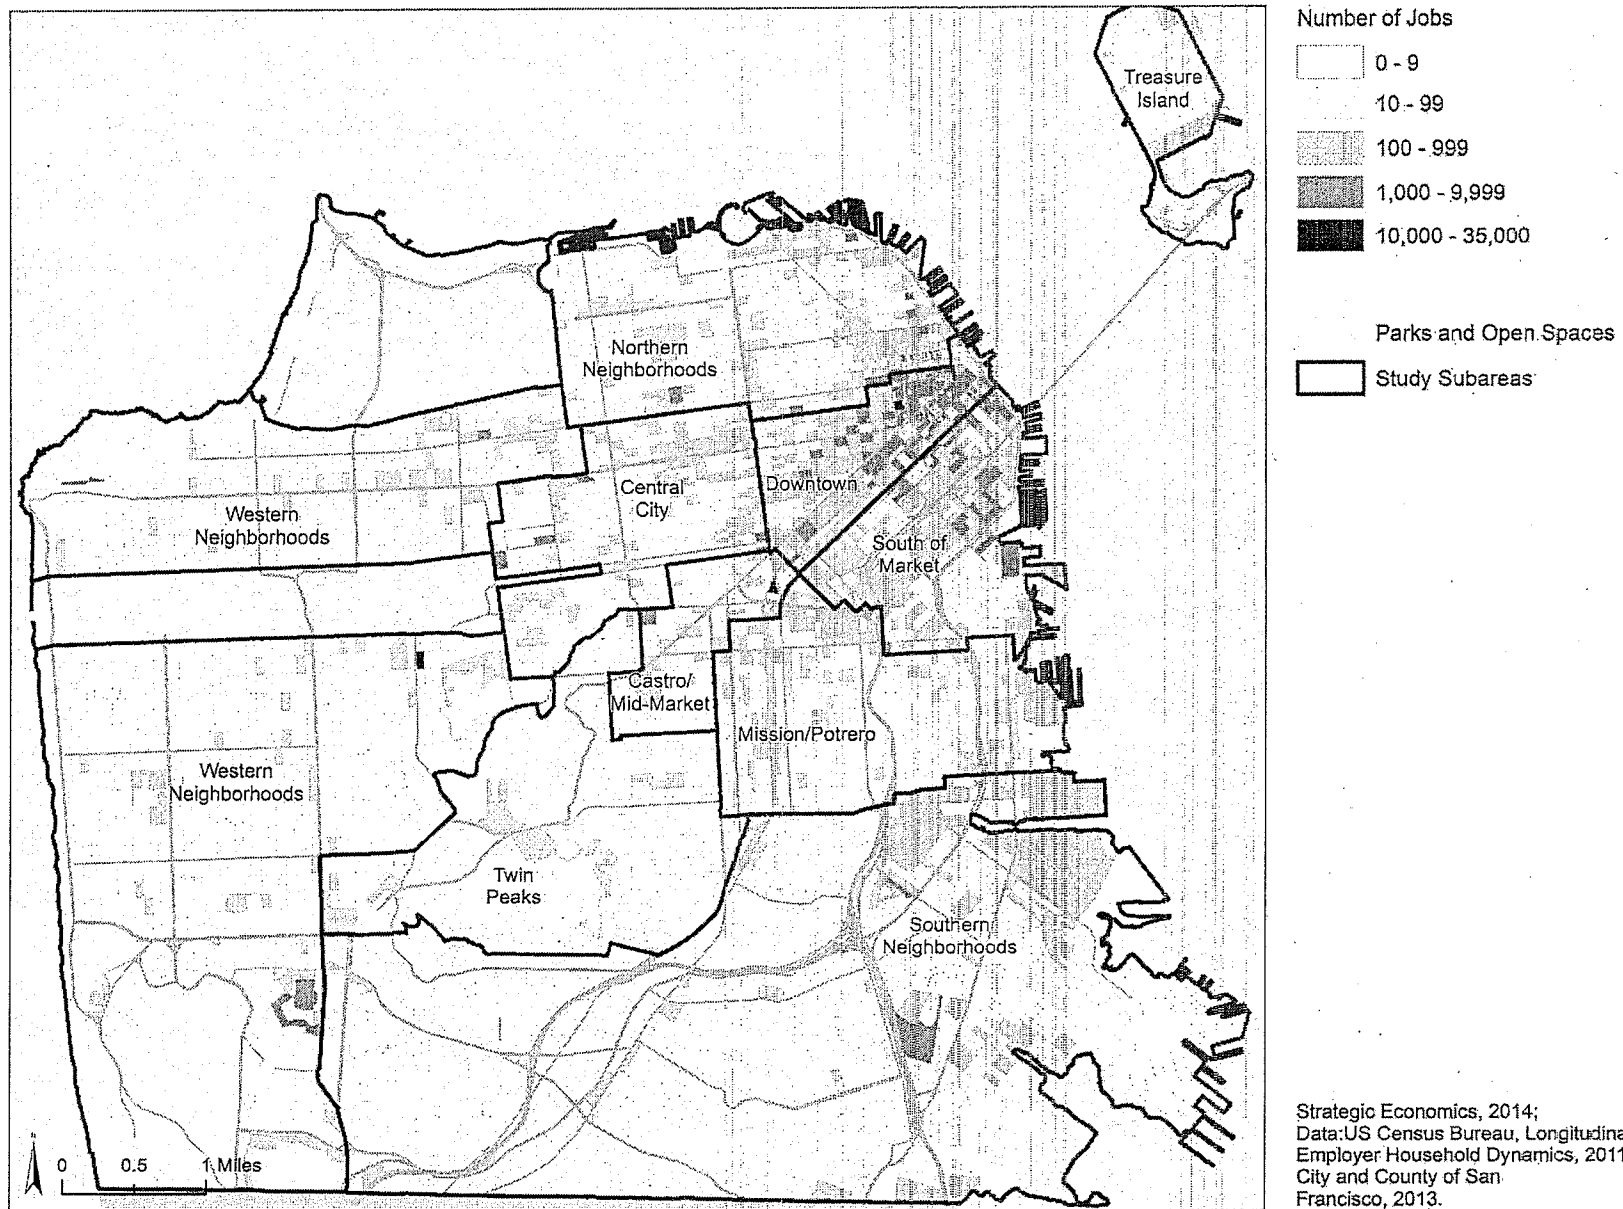 Number of Jobs
0 - 9
10 - 99
100 - 999
1,000 - 9,999
10,000 - 35,000
Parks and Open Spaces
Study Subareas
Treasure
Island
Northern
Neighborhoods
Central
City
Downtown
Western
Neighborhoods
South of
Market
Castro/
Mid-Market
Mission/Potrero
Western
Neighborhoods
Twin
Peaks
Southern
Neighborhoods
0 0.5 1 Miles
Strategic Economics, 2014;
Data:US Census Bureau, Longitudina
Employer Household Dynamics, 2011
City and County of San
Francisco, 2013.